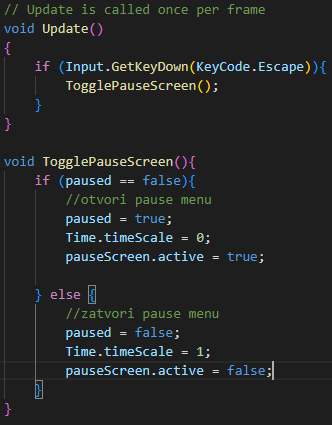 // Update is called once per frame
void Update()
{
    if (Input.GetKeyDown(KeyCode.Escape)){
        TogglePauseScreen();
    }
}

void TogglePauseScreen(){
    if (paused == false){
        //otvori pause menu
        paused = true;
        Time.timeScale = 0;
        pauseScreen.active = true;

    } else {
        //zatvori pause menu
        paused = false;
        Time.timeScale = 1;
        pauseScreen.active = false;
    }
}